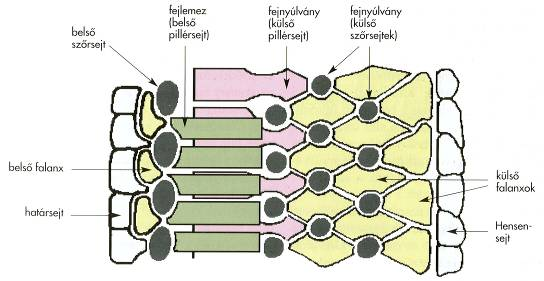 belső
szőrsejt
fejlemez
(belső
pillérsejt)
fejnyúlvány
(külső
pillérsejt)
fejnyúlvány
(külső
szőrsejtek)
belső falanx
határsejt
külső
falanxok
Hensen-
sejt